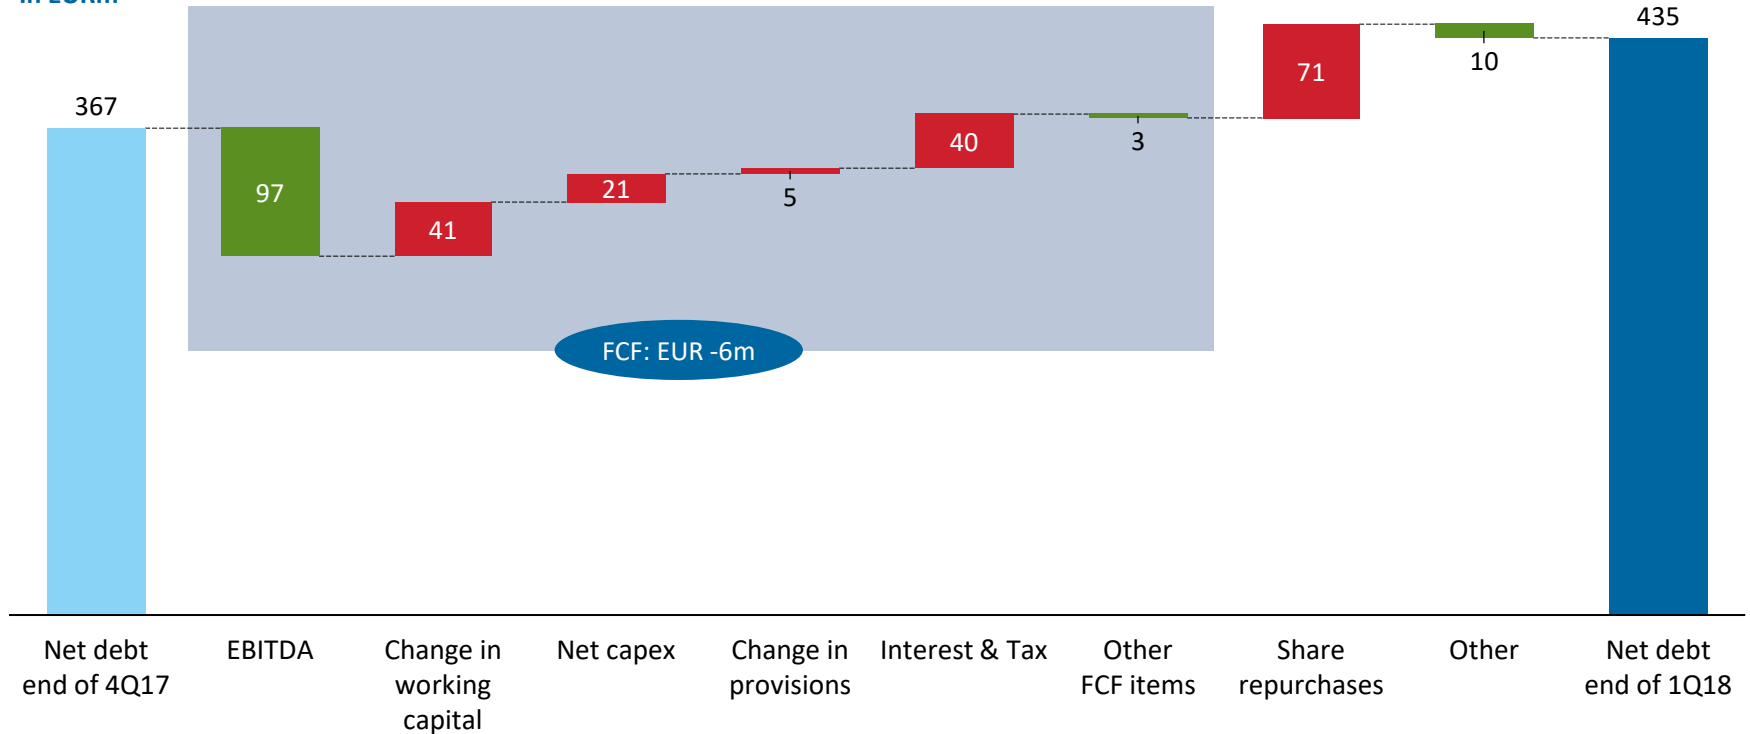 in EURm
367
97
41
21
5
40
3
71
10
435
FCF: EUR -6m
Net debt
end of 4Q17
EBITDA
Change in
working
capital
Net capex
Change in
provisions
Interest & Tax
Other
FCF items
Share
repurchases
Other
Net debt
end of 1Q18